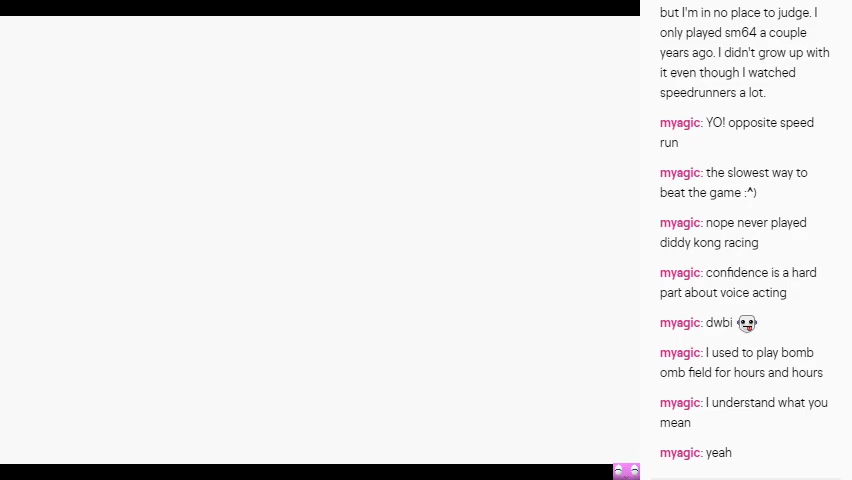 but I'm in no place to judge. I
only played sm64 a couple
years ago. I didn't grow up with
it even though I watched
speedrunners a lot.
myagic: YO! opposite speed
run
myagic: the slowest way to
beat the game :^)
myagic: nope never played
diddy kong racing
myagic: confidence is a hard
part about voice acting
myagic: dwbi
myagic: I used to play bomb
omb field for hours and hours
myagic: I understand what you
mean
myagic: yeah